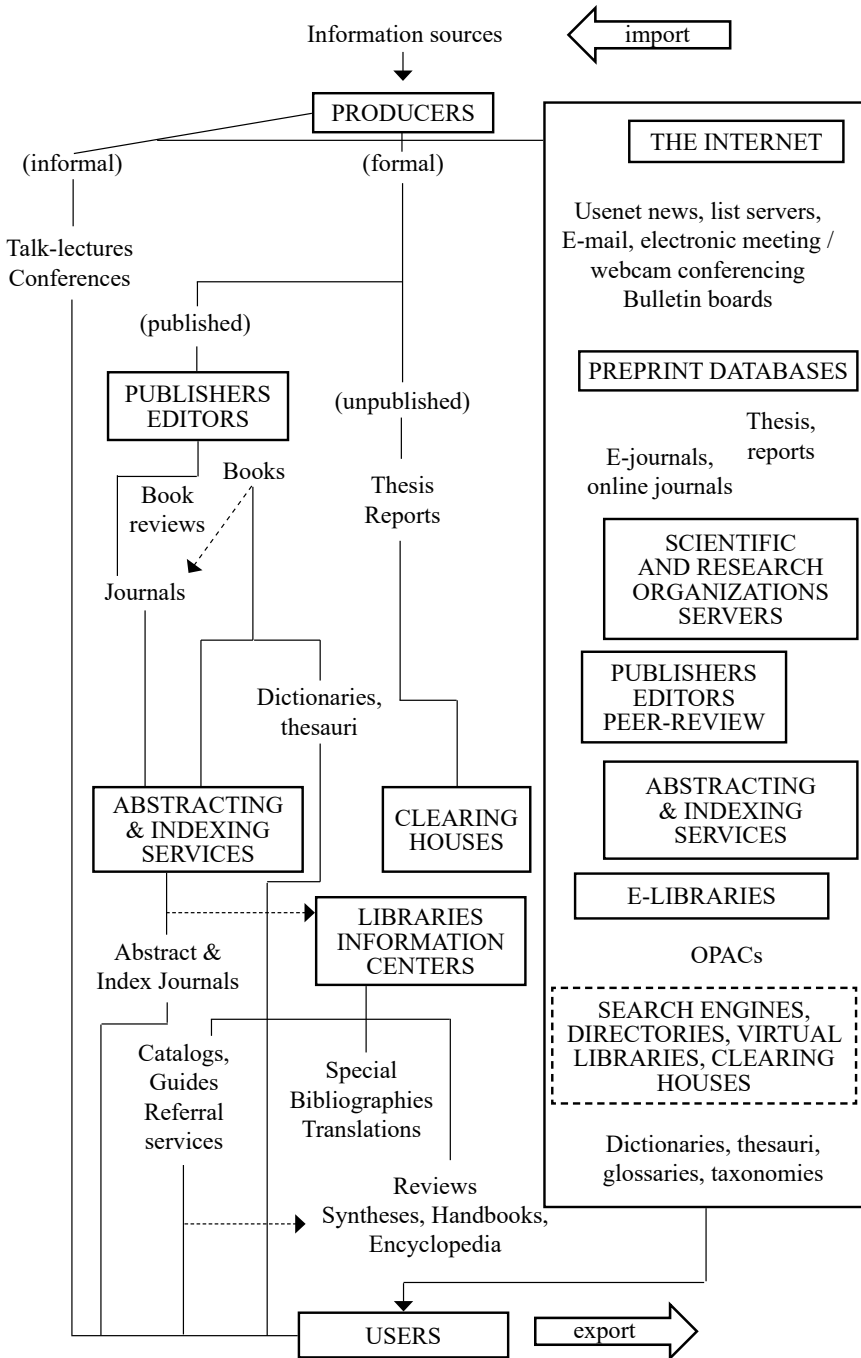 Information sources
import
PRODUCERS
(informal)
(formal)
Talk-lectures
Conferences
(published)
PUBLISHERS
EDITORS
(unpublished)
Books
Book
reviews
Journals
Thesis
Reports
Dictionaries,
thesauri
ABSTRACTING
& INDEXING
SERVICES
CLEARING
HOUSES
LIBRARIES
INFORMATION
CENTERS
Abstract &
Index Journals
Catalogs,
Guides
Referral
services
Special
Bibliographies
Translations
Reviews
Syntheses, Handbooks,
Encyclopedia
THE INTERNET
Usenet news, list servers,
E-mail, electronic meeting /
webcam conferencing
Bulletin boards
PREPRINT DATABASES
Thesis,
reports
E-journals,
online journals
SCIENTIFIC
AND RESEARCH
ORGANIZATIONS
SERVERS
PUBLISHERS
EDITORS
PEER-REVIEW
ABSTRACTING
& INDEXING
SERVICES
E-LIBRARIES
OPACs
SEARCH ENGINES,
DIRECTORIES, VIRTUAL
LIBRARIES, CLEARING
HOUSES
Dictionaries, thesauri,
glossaries, taxonomies
USERS
export